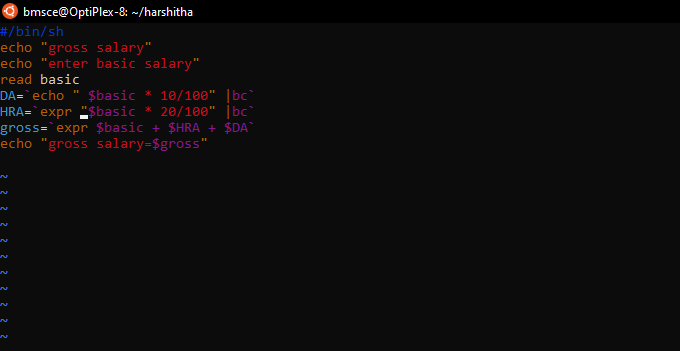 bmsce@OptiPlex-8: ~/harshitha
#/bin/sh
echo "gross salary"
echo "enter basic salary"
read basic
DA=`echo " $basic * 10/100" |bc`
HRA=`expr "$basic * 20/100" |bc`
gross=`expr $basic + $HRA + $DA`
echo "gross salary=$gross"
~
~
~
~
~
~
~
~
~
~
~